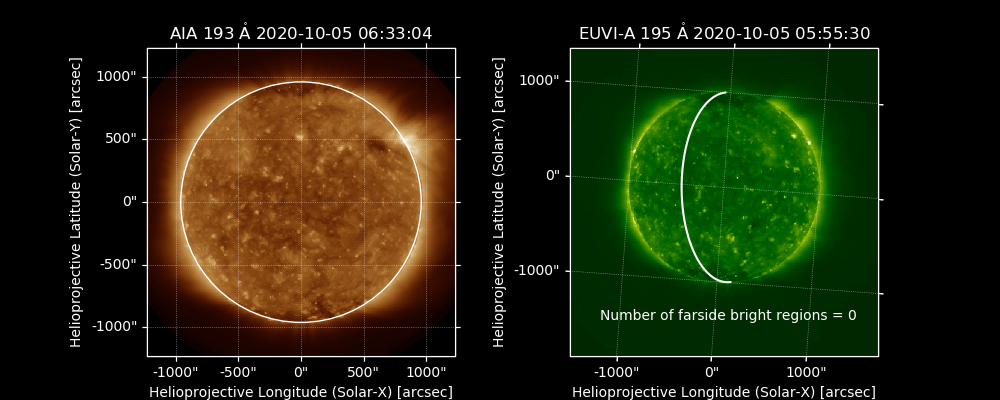 AIA 193 Å 2020-10-05 06:33:04
Helioprojective Latitude (Solar-Y) [arcsec]
1000"
500"
0"
-500"
-1000"
-1000" -500" 0" 500" 1000"
Helioprojective Longitude (Solar-X) [arcsec]
EUVI-A 195 Å 2020-10-05 05:55:30
Helioprojective Latitude (Solar-Y) [arcsec]
1000"
0"
-1000"
Number of farside bright regions = 0
-1000" 0" 1000"
Helioprojective Longitude (Solar-X) [arcsec]